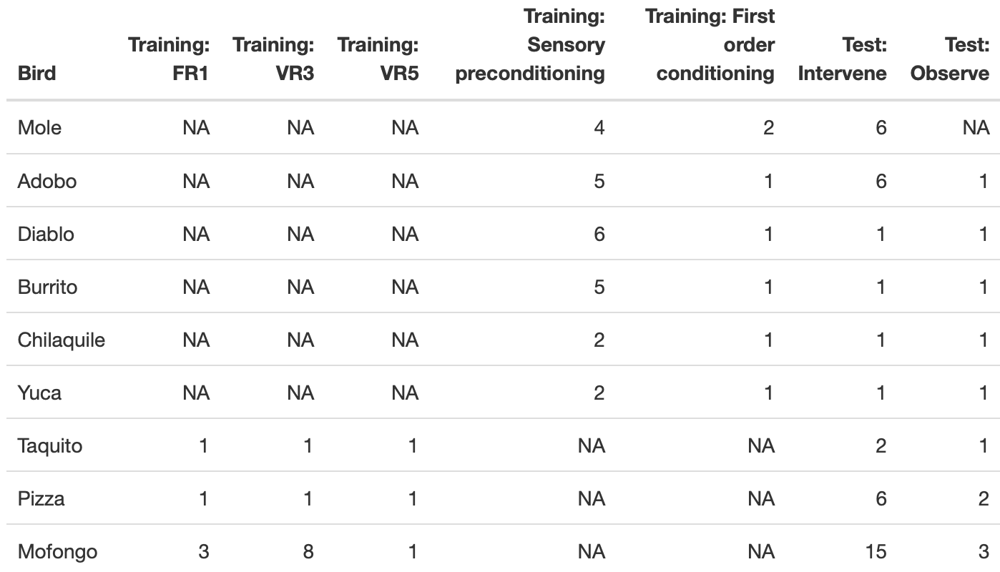 Training: Training: First
Training: Training: Training: Sensory order Test: Test:
Bird FR1 VR3 VR5 preconditioning conditioning Intervene Observe
Mole NA NA NA 4 2 6 NA
Adobo NA NA NA 5 1 6 1
Diablo NA NA NA 6 1 1 1
Burrito NA NA NA 5 1 1 1
Chilaquile NA NA NA 2 1 1 1
Yuca NA NA NA 2 1 1 1
Taquito 1 1 1 NA NA 2 1
Pizza 1 1 1 NA NA 6 2
Mofongo 3 8 1 NA NA 15 3